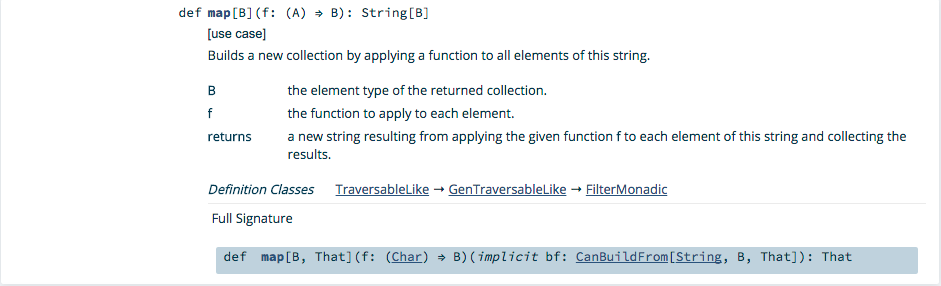 def map[B](f: (A) ⇒ B): String[B]
[use case]
Builds a new collection by applying a function to all elements of this string.
B the element type of the returned collection.
f the function to apply to each element.
returns a new string resulting from applying the given function f to each element of this string and collecting the
results.
Definition Classes TraversableLike → GenTraversableLike → FilterMonadic
Full Signature
def map[B, That](f: (Char) ⇒ B)(implicit bf: CanBuildFrom[String, B, That]): That